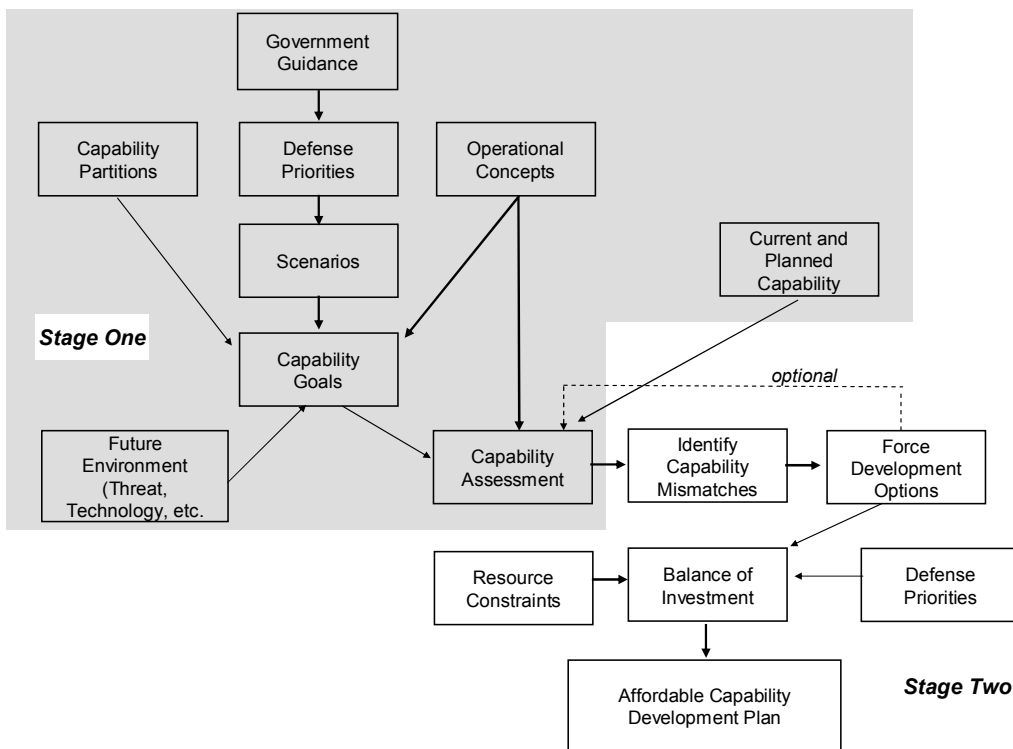 Government
Guidance
Capability
Partitions
Defense
Priorities
Operational
Concepts
Scenarios
Current and
Planned
Capability
Stage One
Capability
Goals
optional
Future
Environment
(Threat,
Technology, etc.
Capability
Assessment
Identify
Capability
Mismatches
Force
Development
Options
Resource
Constraints
Balance of
Investment
Defense
Priorities
Stage Two
Affordable Capability
Development Plan